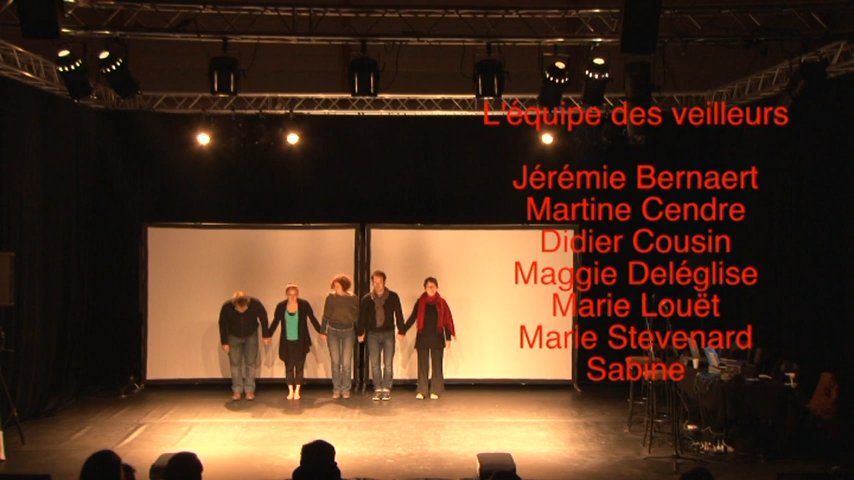 L'équipe des veilleurs
Jérémie Bernaert
Martine Cendre
Didier Cousin
Maggie Deléglise
Marie Louët
Marie Stevenard
Sabine